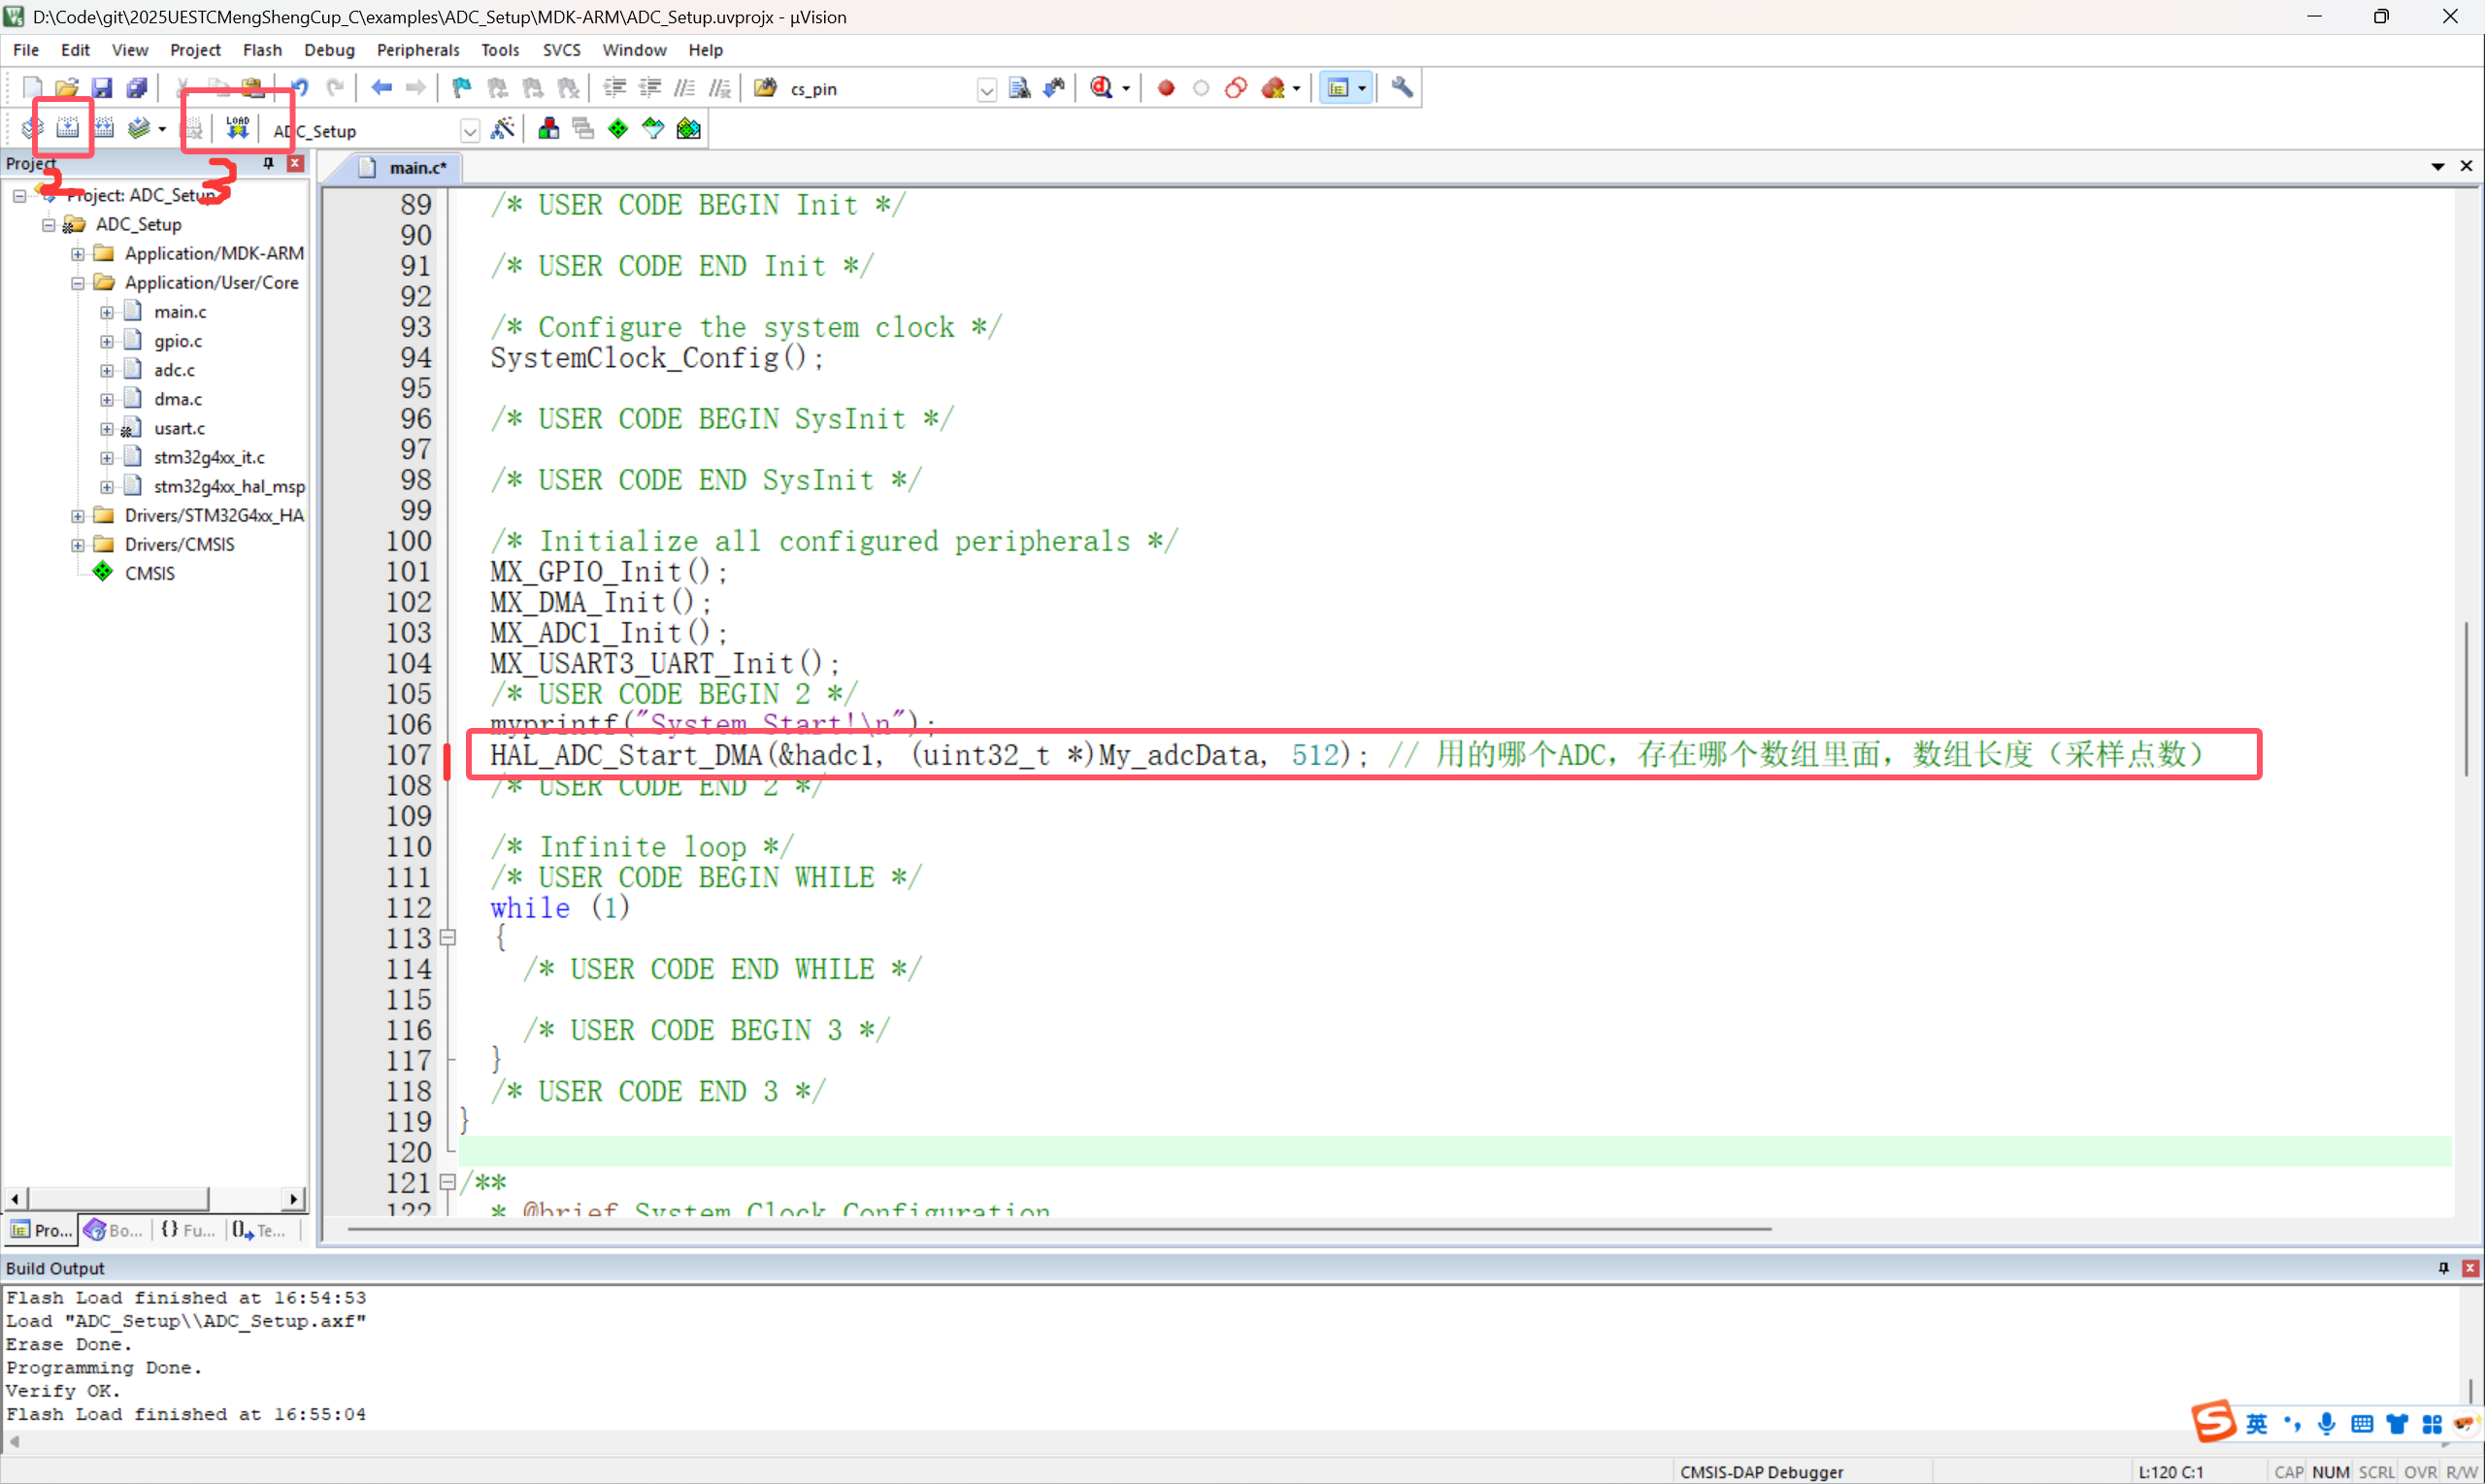 D:\Code\git\2025UESTCMengShengCup_C\examples\ADC_Setup\MDK-ARM\ADC_Setup.uvprojx - µVision
File Edit View Project Flash Debug Peripherals Tools SVCS Window Help
cs_pin
LOAD ADC_Setup
Project
2 3
main.c*
Project: ADC_Setup
ADC_Setup
Application/MDK-ARM
Application/User/Core
main.c
gpio.c
adc.c
dma.c
usart.c
stm32g4xx_it.c
stm32g4xx_hal_msp
Drivers/STM32G4xx_HA
Drivers/CMSIS
CMSIS
Pro... Bo... {} Fu... Te...
89 /* USER CODE BEGIN Init */
90
91 /* USER CODE END Init */
92
93 /* Configure the system clock */
94 SystemClock_Config();
95
96 /* USER CODE BEGIN SysInit */
97
98 /* USER CODE END SysInit */
99
100 /* Initialize all configured peripherals */
101 MX_GPIO_Init();
102 MX_DMA_Init();
103 MX_ADC1_Init();
104 MX_USART3_UART_Init();
105 /* USER CODE BEGIN 2 */
106 myprintf("System Start!\n");
107 HAL_ADC_Start_DMA(&hadc1, (uint32_t *)My_adcData, 512); // 用的哪个ADC，存在哪个数组里面，数组长度（采样点数）
108 /* USER CODE END 2 */
109
110 /* Infinite loop */
111 /* USER CODE BEGIN WHILE */
112 while (1)
113 {
114 /* USER CODE END WHILE */
115
116 /* USER CODE BEGIN 3 */
117 }
118 /* USER CODE END 3 */
119 }
120
121 /**
122 * @brief System Clock Configuration
Build Output
Flash Load finished at 16:54:53
Load "ADC_Setup\\ADC_Setup.axf"
Erase Done.
Programming Done.
Verify OK.
Flash Load finished at 16:55:04
英
CMSIS-DAP Debugger L:120 C:1 CAP NUM SCRL OVR R/W